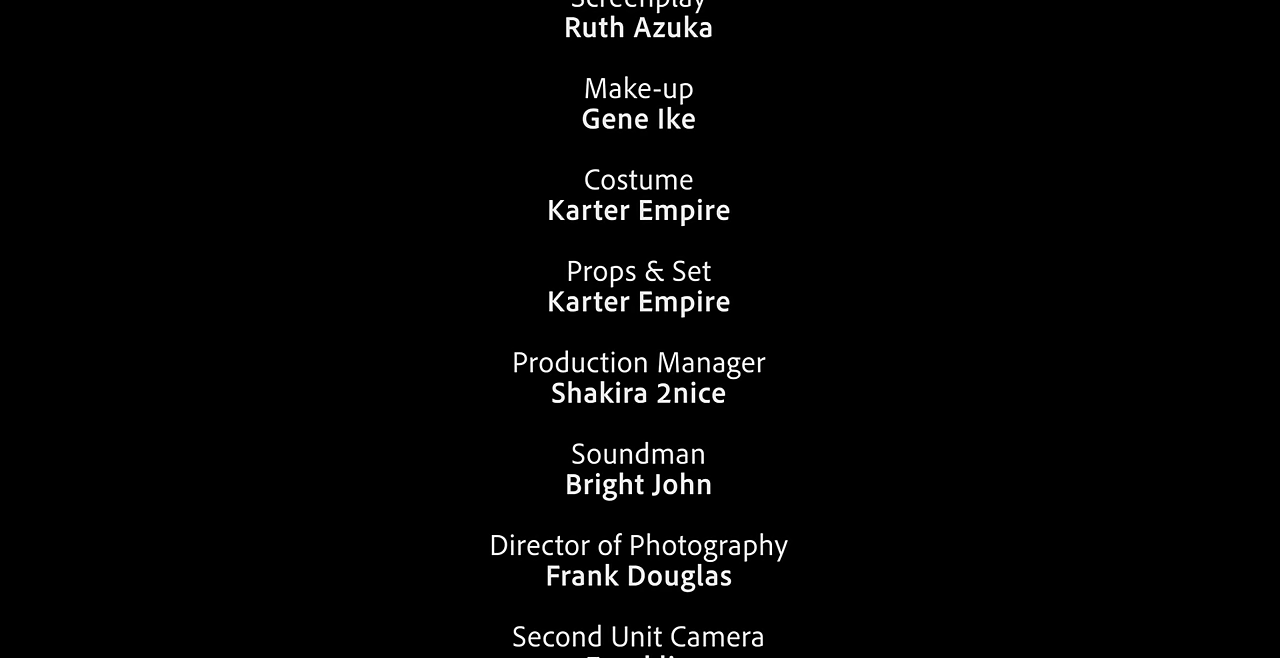 Screenplay
Ruth Azuka
Make-up
Gene Ike
Costume
Karter Empire
Props & Set
Karter Empire
Production Manager
Shakira 2nice
Soundman
Bright John
Director of Photography
Frank Douglas
Second Unit Camera